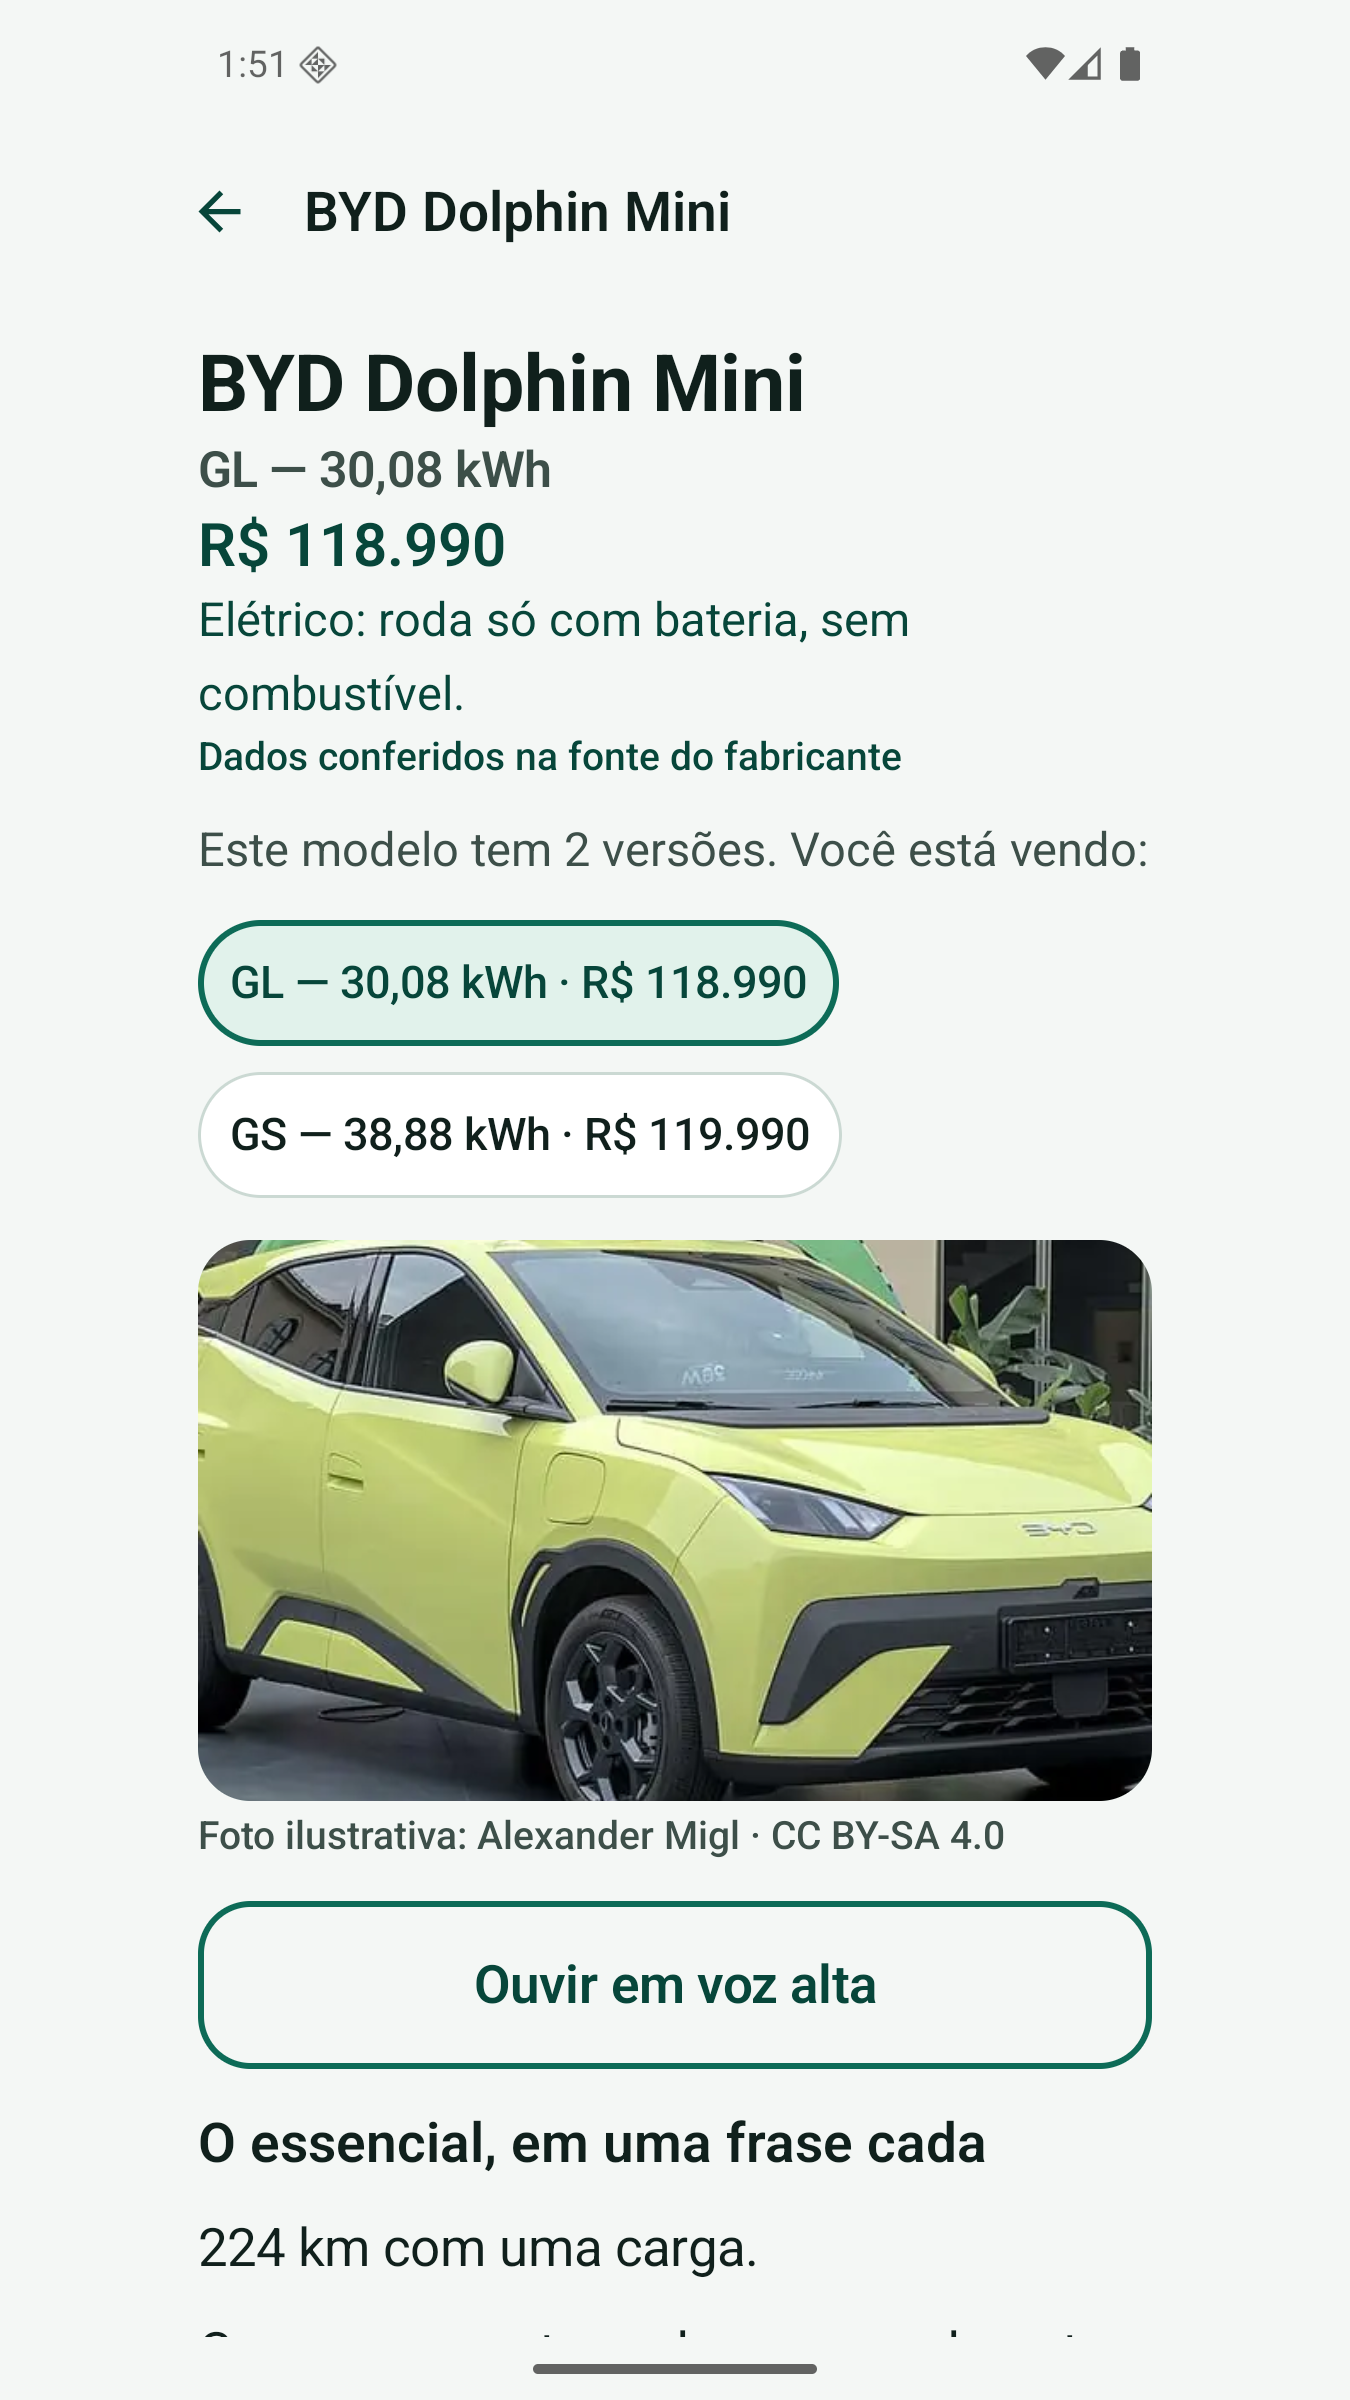 1:51
BYD Dolphin Mini
BYD Dolphin Mini
GL — 30,08 kWh
R$ 118.990
Elétrico: roda só com bateria, sem
combustível.
Dados conferidos na fonte do fabricante
Este modelo tem 2 versões. Você está vendo:
GL — 30,08 kWh · R$ 118.990
GS — 38,88 kWh · R$ 119.990
BYD
Foto ilustrativa: Alexander Migl · CC BY-SA 4.0
Ouvir em voz alta
O essencial, em uma frase cada
224 km com uma carga.